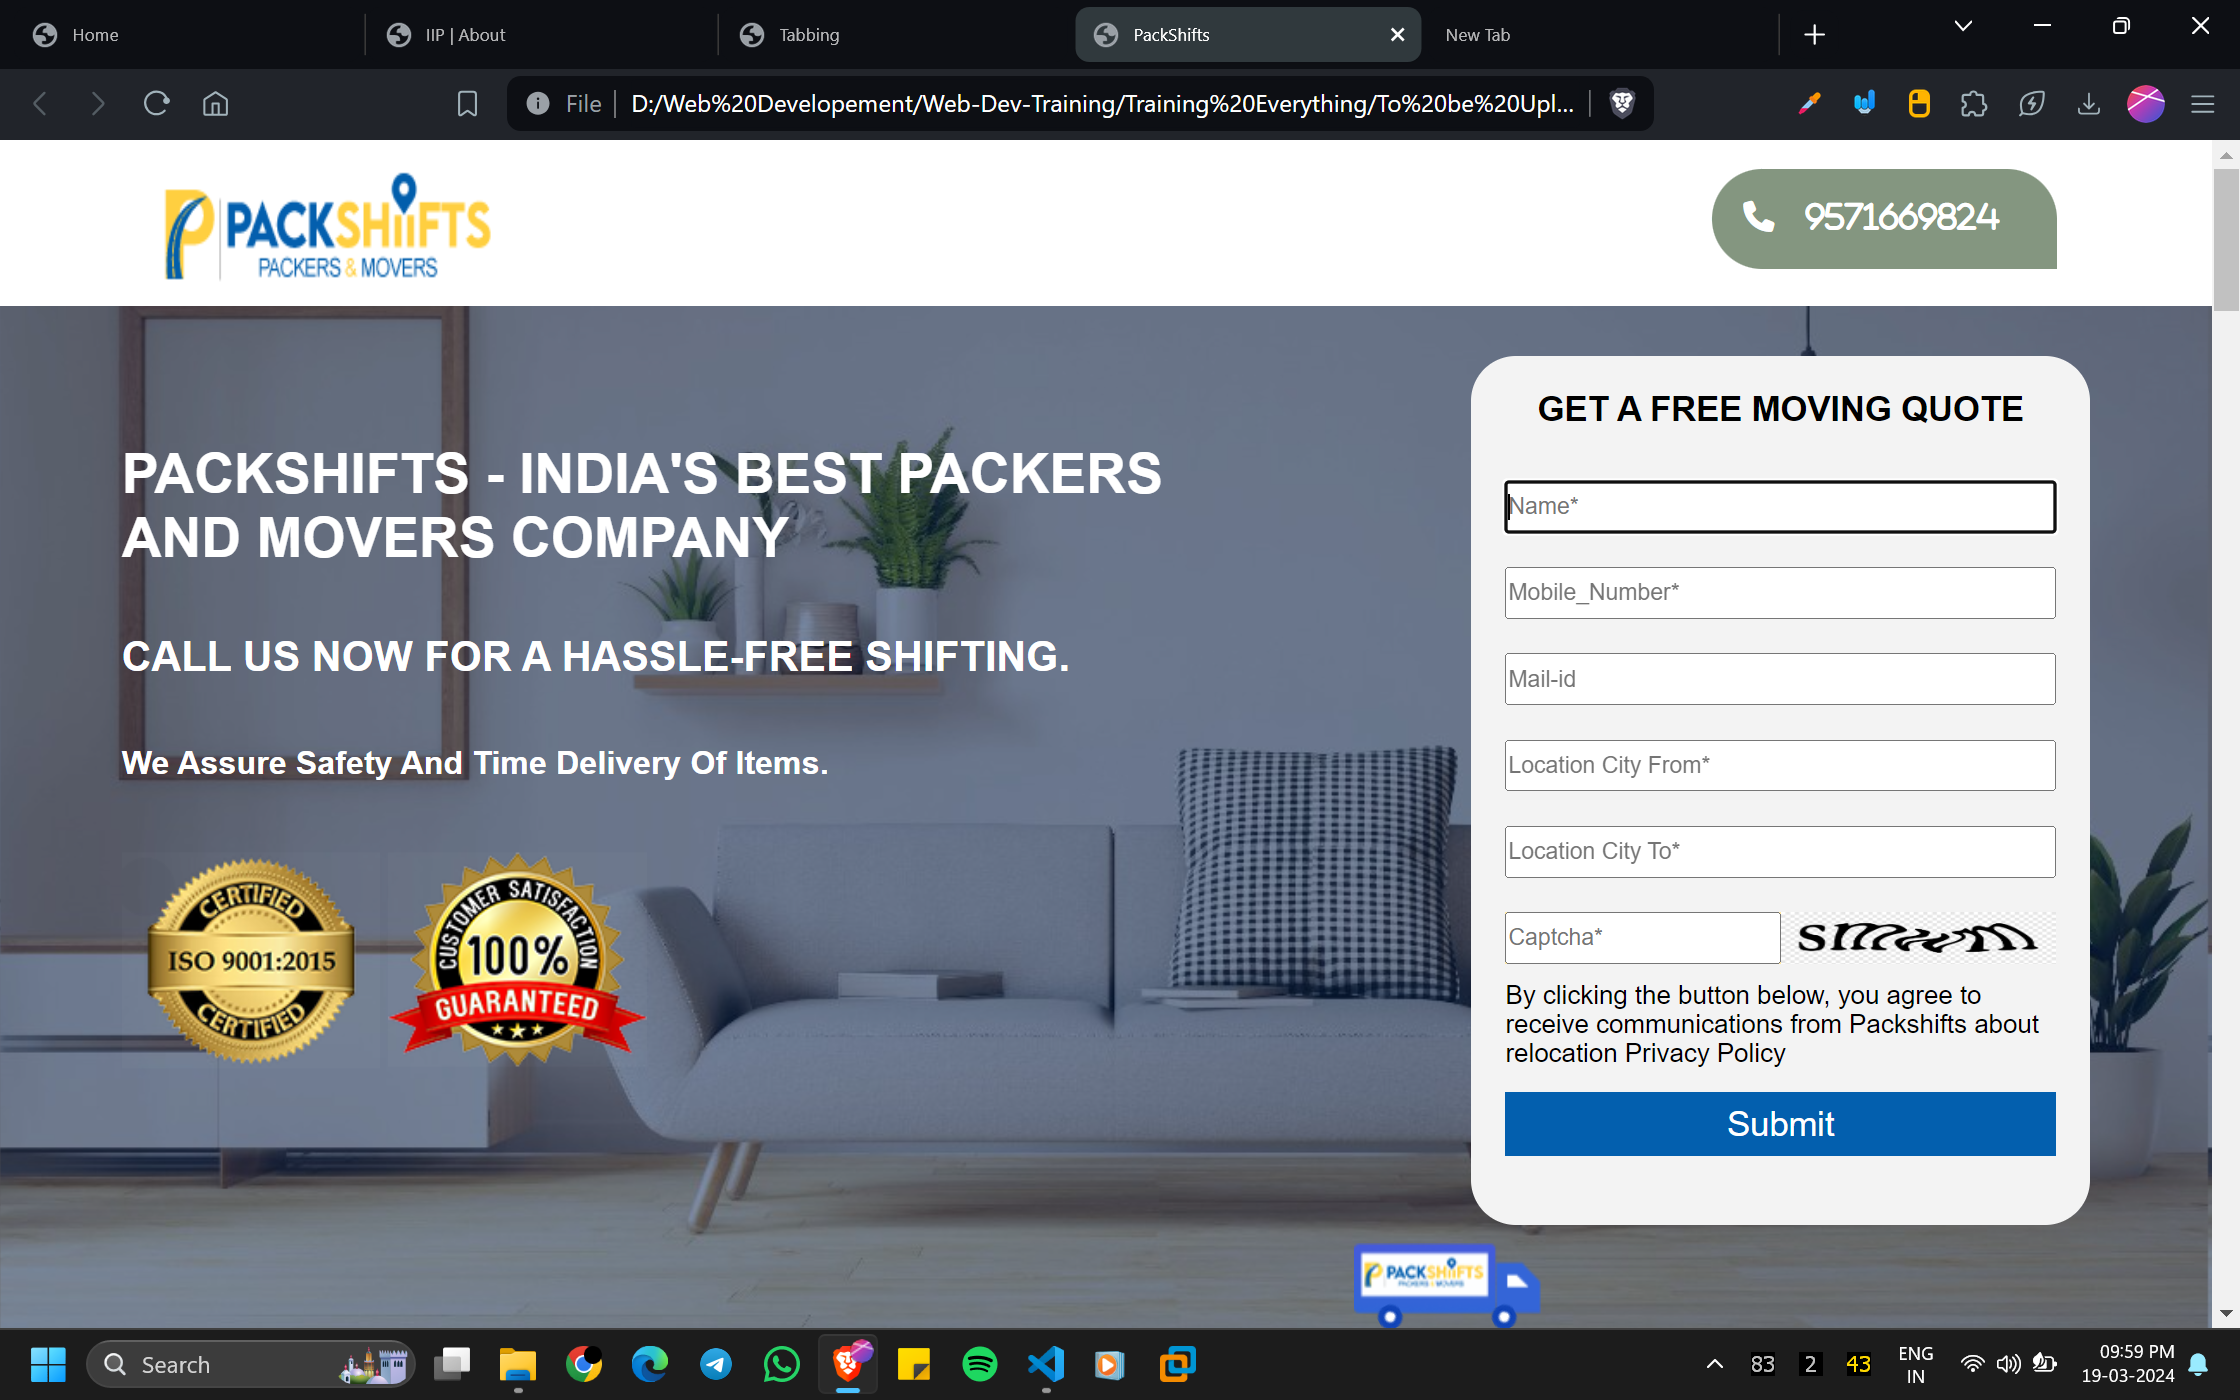 Home
IIP | About
Tabbing
PackShifts
New Tab
File
D:/Web%20Developement/Web-Dev-Training/Training%20Everything/To%20be%20Upl...
PACKSHIFTS
PACKERS & MOVERS
9571669824
PACKSHIFTS - INDIA'S BEST PACKERS
AND MOVERS COMPANY
CALL US NOW FOR A HASSLE-FREE SHIFTING.
We Assure Safety And Time Delivery Of Items.
CERTIFIED
ISO 9001:2015
CERTIFIED
CUSTOMER SATISFACTION
100%
GUARANTEED
GET A FREE MOVING QUOTE
Name*
Mobile_Number*
Mail-id
Location City From*
Location City To*
Captcha*
By clicking the button below, you agree to
receive communications from Packshifts about
relocation Privacy Policy
Submit
PACKSHIFTS
PACKERS & MOVERS
Search
83
2
43
ENG
IN
09:59 PM
19-03-2024